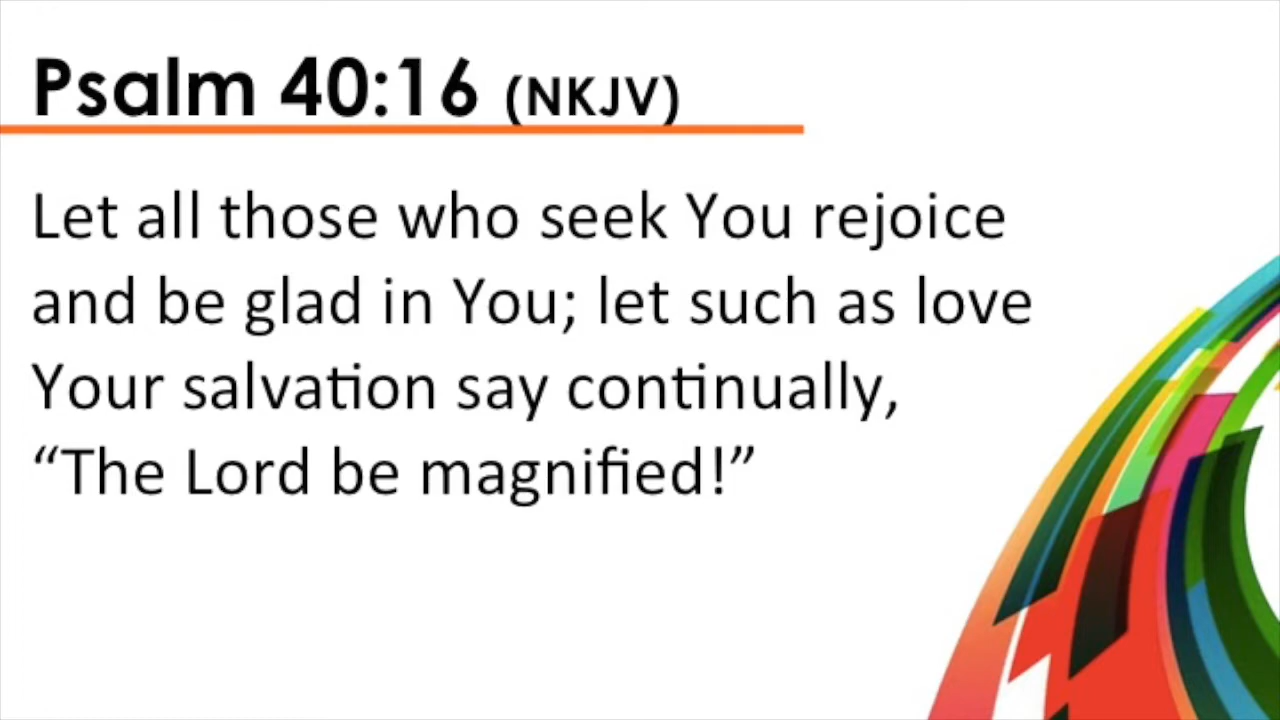 Psalm 40:16 (NKJV)
Let all those who seek You rejoice
and be glad in You; let such as love
Your salvation say continually,
“The Lord be magnified!”